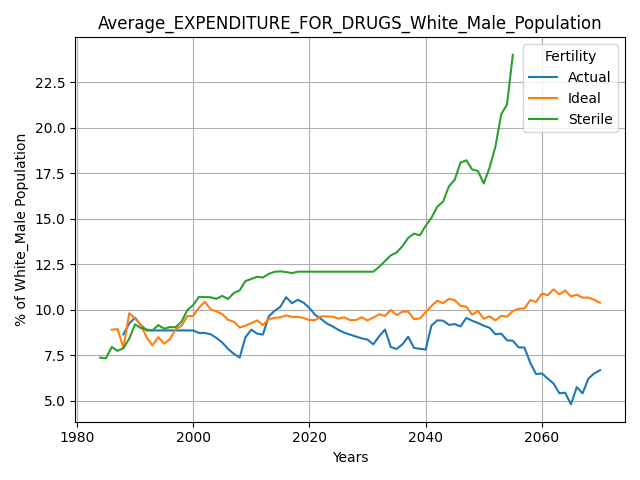 Average_EXPENDITURE_FOR_DRUGS_White_Male_Population
% of White_Male Population
22.5
20.0
17.5
15.0
12.5
10.0
7.5
5.0
Fertility
Actual
Ideal
Sterile
1980
2000
2020
2040
2060
Years